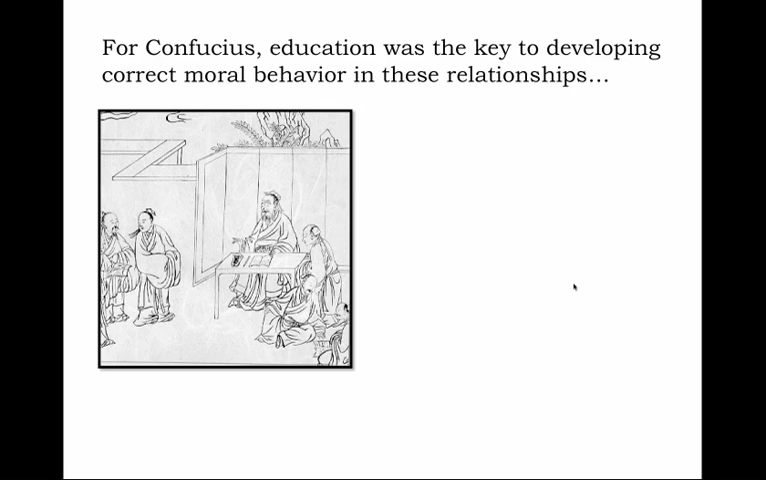 For Confucius, education was the key to developing
correct moral behavior in these relationships…